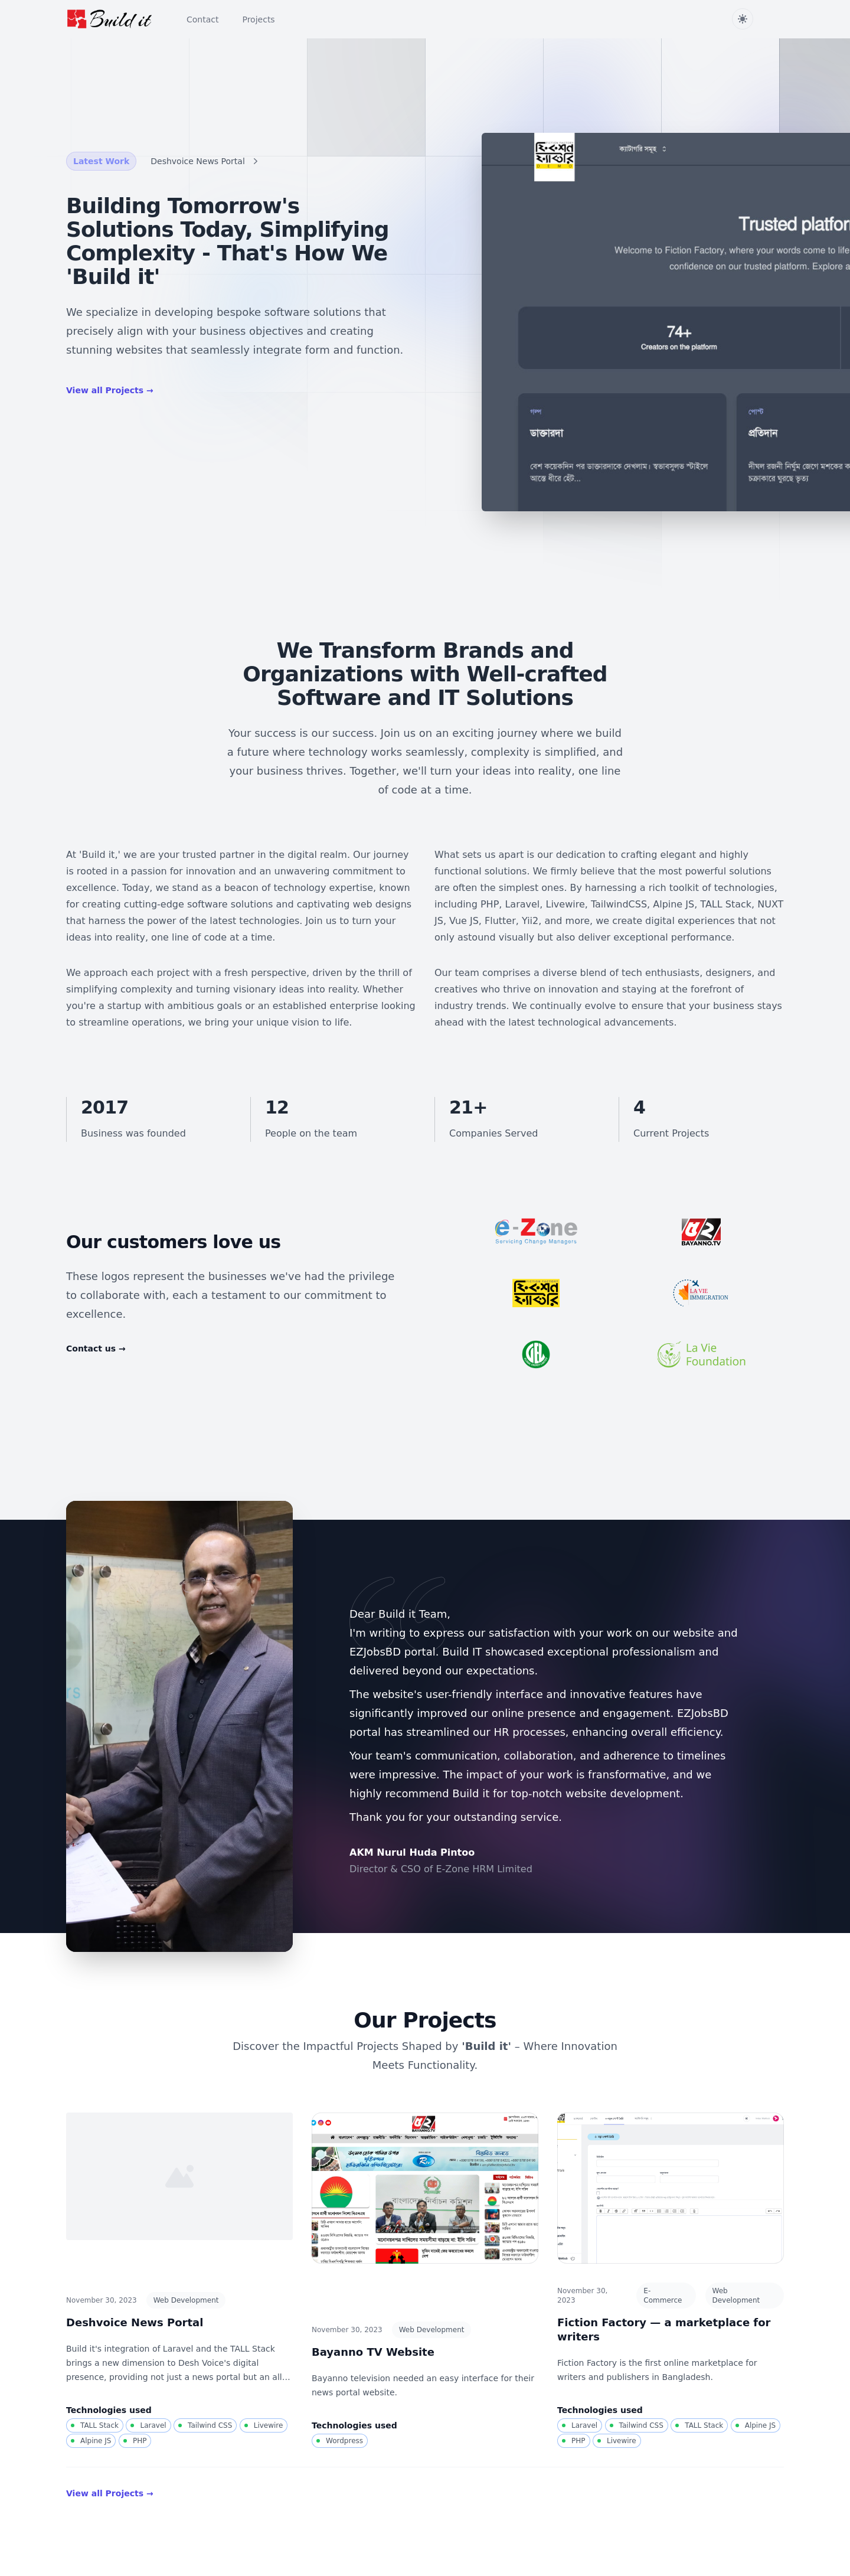 Build it
Contact
Projects
Latest Work
Deshvoice News Portal
Building Tomorrow's
Solutions Today, Simplifying
Complexity - That's How We
'Build it'
We specialize in developing bespoke software solutions that
precisely align with your business objectives and creating
stunning websites that seamlessly integrate form and function.
View all Projects →
ফিকশন
ফ্যাক্টরি
ক্যাটাগরি সমূহ
Trusted platfor
Welcome to Fiction Factory, where your words come to life
confidence on our trusted platform. Explore a
74+
Creators on the platform
গল্প
ডাক্তারদা
বেশ কয়েকদিন পর ডাক্তারদাকে দেখলাম। স্বভাবসুলভ স্টাইলে
আস্তে ধীরে হেঁট...
পোস্ট
প্রতিদান
দীঘল রজনী নির্ঘুম জেগে মশকের ক
চক্রাকারে ঘুরছে ভৃত্য
We Transform Brands and
Organizations with Well-crafted
Software and IT Solutions
Your success is our success. Join us on an exciting journey where we build
a future where technology works seamlessly, complexity is simplified, and
your business thrives. Together, we'll turn your ideas into reality, one line
of code at a time.
At 'Build it,' we are your trusted partner in the digital realm. Our journey
is rooted in a passion for innovation and an unwavering commitment to
excellence. Today, we stand as a beacon of technology expertise, known
for creating cutting-edge software solutions and captivating web designs
that harness the power of the latest technologies. Join us to turn your
ideas into reality, one line of code at a time.
We approach each project with a fresh perspective, driven by the thrill of
simplifying complexity and turning visionary ideas into reality. Whether
you're a startup with ambitious goals or an established enterprise looking
to streamline operations, we bring your unique vision to life.
What sets us apart is our dedication to crafting elegant and highly
functional solutions. We firmly believe that the most powerful solutions
are often the simplest ones. By harnessing a rich toolkit of technologies,
including PHP, Laravel, Livewire, TailwindCSS, Alpine JS, TALL Stack, NUXT
JS, Vue JS, Flutter, Yii2, and more, we create digital experiences that not
only astound visually but also deliver exceptional performance.
Our team comprises a diverse blend of tech enthusiasts, designers, and
creatives who thrive on innovation and staying at the forefront of
industry trends. We continually evolve to ensure that your business stays
ahead with the latest technological advancements.
2017
Business was founded
12
People on the team
21+
Companies Served
4
Current Projects
Our customers love us
These logos represent the businesses we've had the privilege
to collaborate with, each a testament to our commitment to
excellence.
Contact us →
e-Zone
Servicing Change Managers
BAYANNO.TV
ফিকশন
ফ্যাক্টরি
LA VIE
IMMIGRATION
La Vie
Foundation
Dear Build it Team,
I'm writing to express our satisfaction with your work on our website and
EZJobsBD portal. Build IT showcased exceptional professionalism and
delivered beyond our expectations.
The website's user-friendly interface and innovative features have
significantly improved our online presence and engagement. EZJobsBD
portal has streamlined our HR processes, enhancing overall efficiency.
Your team's communication, collaboration, and adherence to timelines
were impressive. The impact of your work is transformative, and we
highly recommend Build it for top-notch website development.
Thank you for your outstanding service.
AKM Nurul Huda Pintoo
Director & CSO of E-Zone HRM Limited
Our Projects
Discover the Impactful Projects Shaped by 'Build it' – Where Innovation
Meets Functionality.
November 30, 2023
Web Development
Deshvoice News Portal
Build it's integration of Laravel and the TALL Stack
brings a new dimension to Desh Voice's digital
presence, providing not just a news portal but an all...
Technologies used
TALL Stack
Laravel
Tailwind CSS
Livewire
Alpine JS
PHP
November 30, 2023
Web Development
Bayanno TV Website
Bayanno television needed an easy interface for their
news portal website.
Technologies used
Wordpress
November 30,
2023
E-
Commerce
Web
Development
Fiction Factory — a marketplace for
writers
Fiction Factory is the first online marketplace for
writers and publishers in Bangladesh.
Technologies used
Laravel
Tailwind CSS
TALL Stack
Alpine JS
PHP
Livewire
View all Projects →